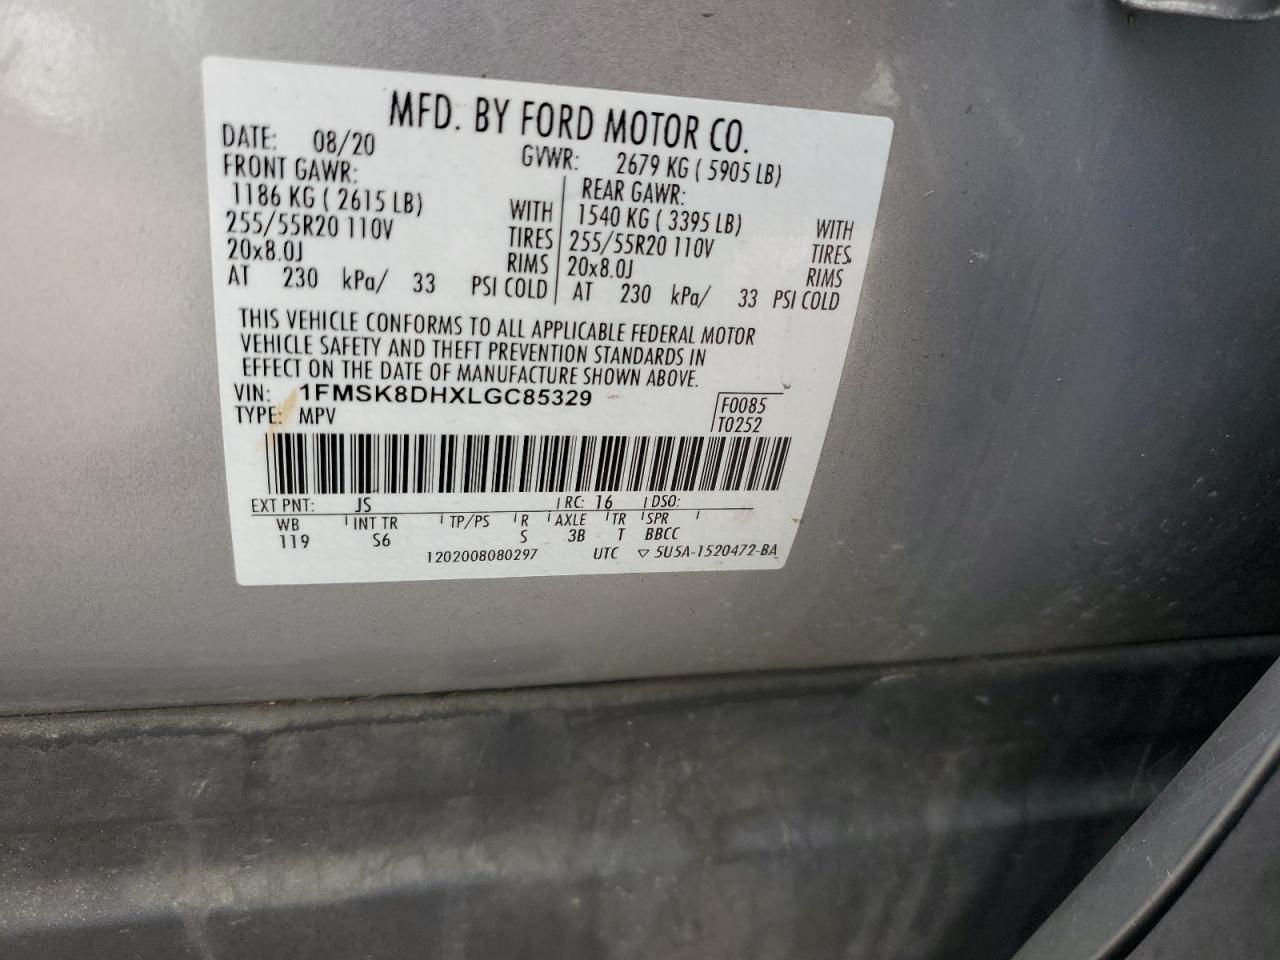 MFD. BY FORD MOTOR CO.
DATE: 08/20 GVWR: 2679 KG ( 5905 LB)
FRONT GAWR: REAR GAWR:
1186 KG ( 2615 LB) WITH 1540 KG ( 3395 LB) WITH
255/55R20 110V TIRES 255/55R20 110V TIRES
20x8.0J RIMS 20x8.0J RIMS
AT 230 kPa/ 33 PSI COLD AT 230 kPa/ 33 PSI COLD
THIS VEHICLE CONFORMS TO ALL APPLICABLE FEDERAL MOTOR
VEHICLE SAFETY AND THEFT PREVENTION STANDARDS IN
EFFECT ON THE DATE OF MANUFACTURE SHOWN ABOVE.
VIN: 1FMSK8DHXLGC85329 F0085
TYPE: MPV T0252
EXT PNT: JS RC: 16 DSO:
WB INT TR TP/PS R AXLE TR SPR
119 S6 S 3B T BBCC
1202008080297 UTC ▽ 5U5A-1520472-BA